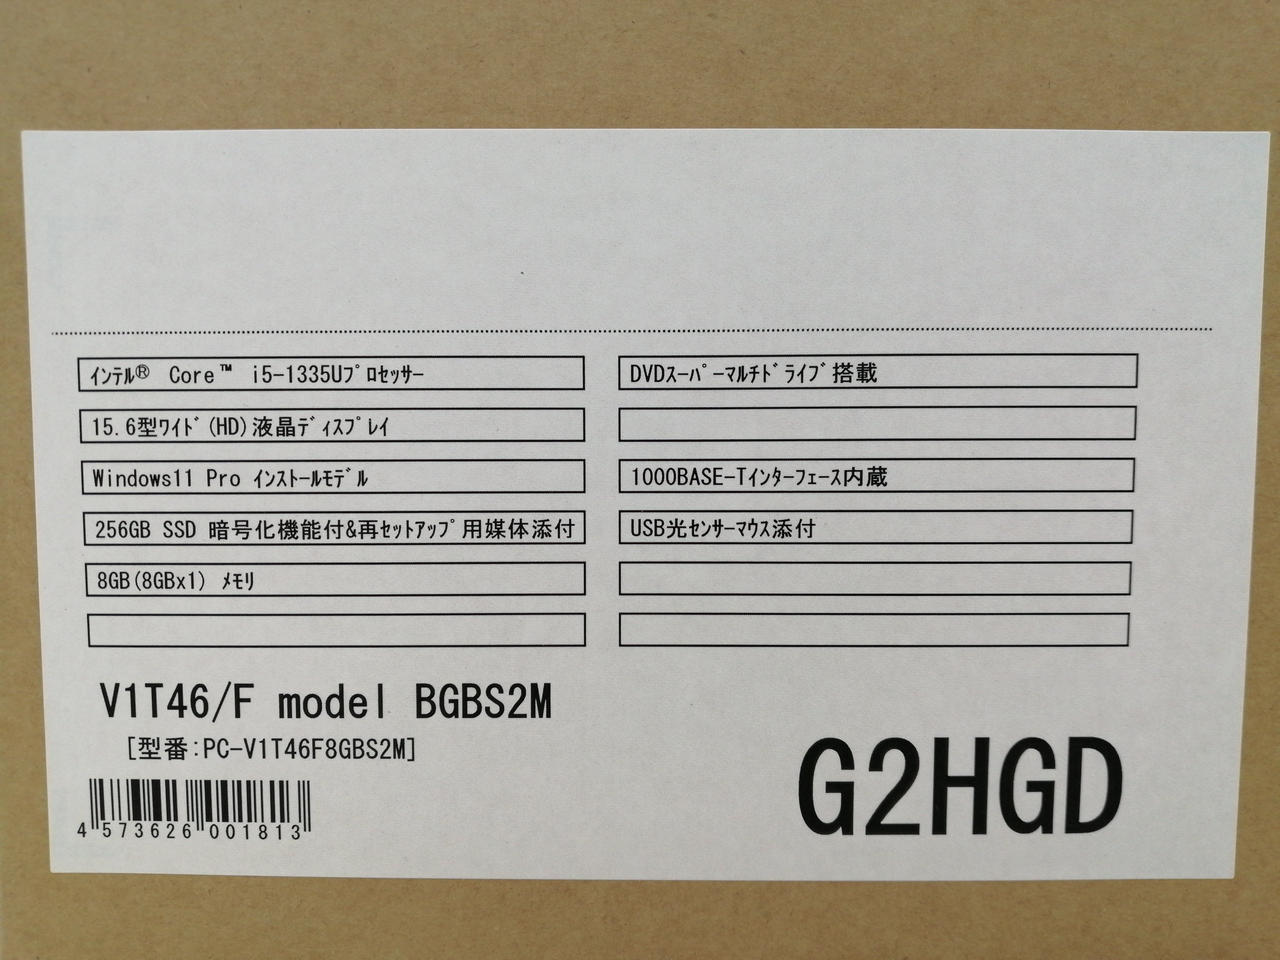 ｲﾝﾃﾙ® Core™ i5-1335Uﾌﾟﾛｾｯｻｰ
15.6型ﾜｲﾄﾞ(HD)液晶ﾃﾞｨｽﾌﾟﾚｲ
Windows11 Pro ｲﾝｽﾄｰﾙﾓﾃﾞﾙ
256GB SSD 暗号化機能付&再ｾｯﾄｱｯﾌﾟ用媒体添付
8GB(8GBx1) ﾒﾓﾘ
DVDｽｰﾊﾟｰﾏﾙﾁﾄﾞﾗｲﾌﾞ搭載
1000BASE-Tｲﾝﾀｰﾌｪｰｽ内蔵
USB光ｾﾝｻｰﾏｳｽ添付
V1T46/F model BGBS2M
[型番:PC-V1T46F8GBS2M]
4 573626 001813
G2HGD